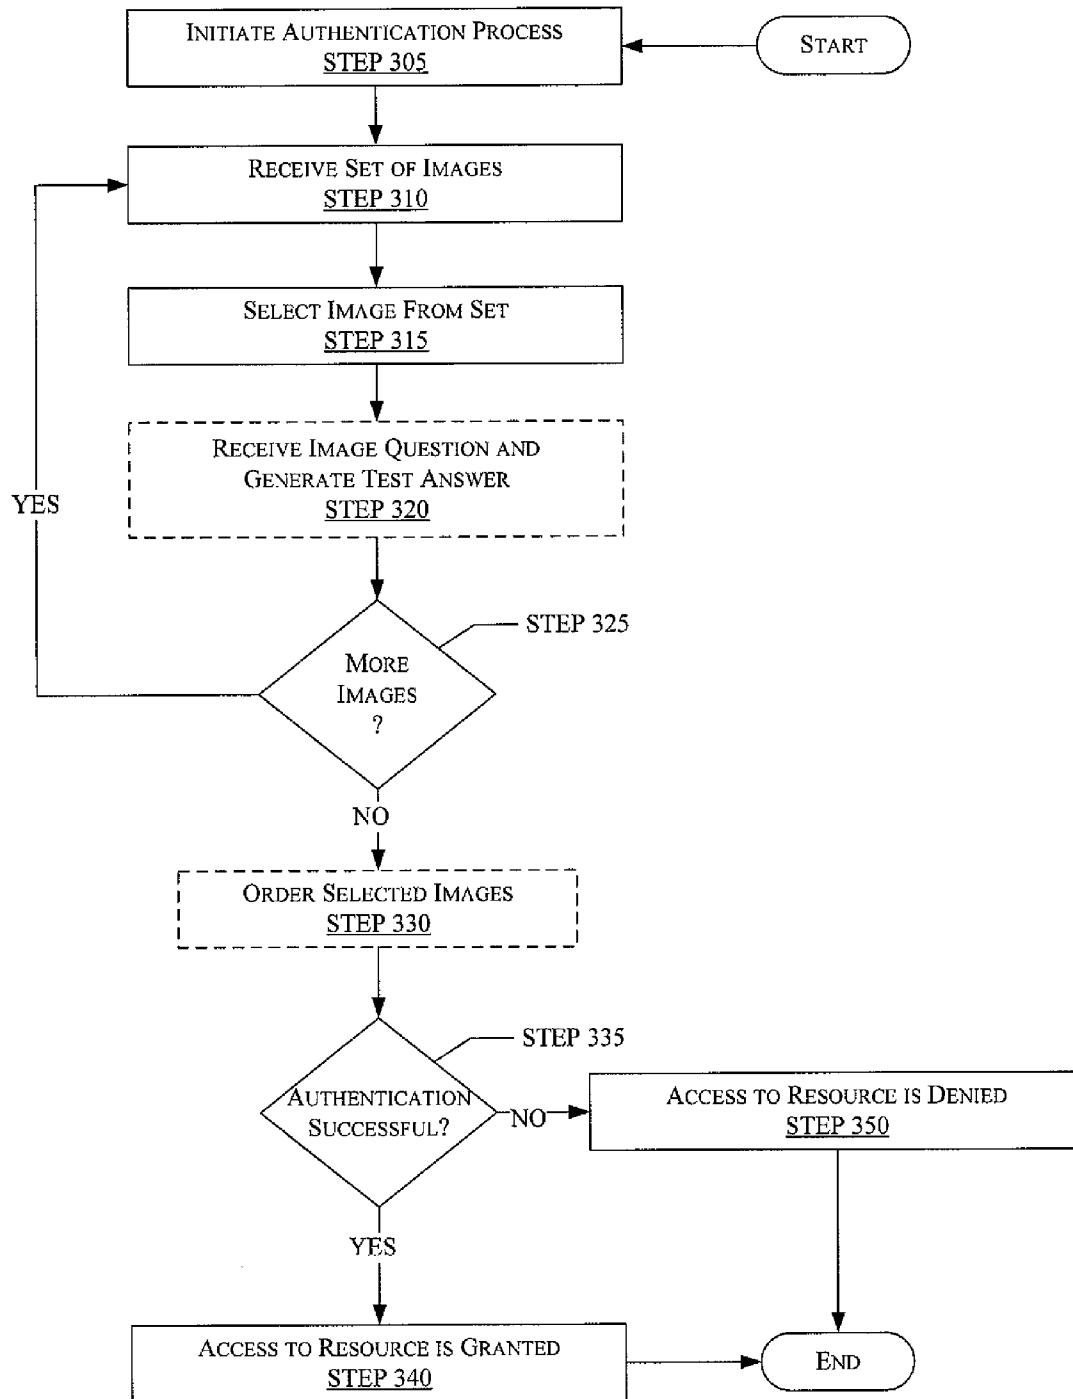 INITIATE AUTHENTICATION PROCESS
STEP 305
START
RECEIVE SET OF IMAGES
STEP 310
SELECT IMAGE FROM SET
STEP 315
RECEIVE IMAGE QUESTION AND
GENERATE TEST ANSWER
STEP 320
YES
STEP 325
MORE
IMAGES
?
NO
ORDER SELECTED IMAGES
STEP 330
STEP 335
AUTHENTICATION
SUCCESSFUL?
NO
ACCESS TO RESOURCE IS DENIED
STEP 350
YES
ACCESS TO RESOURCE IS GRANTED
STEP 340
END